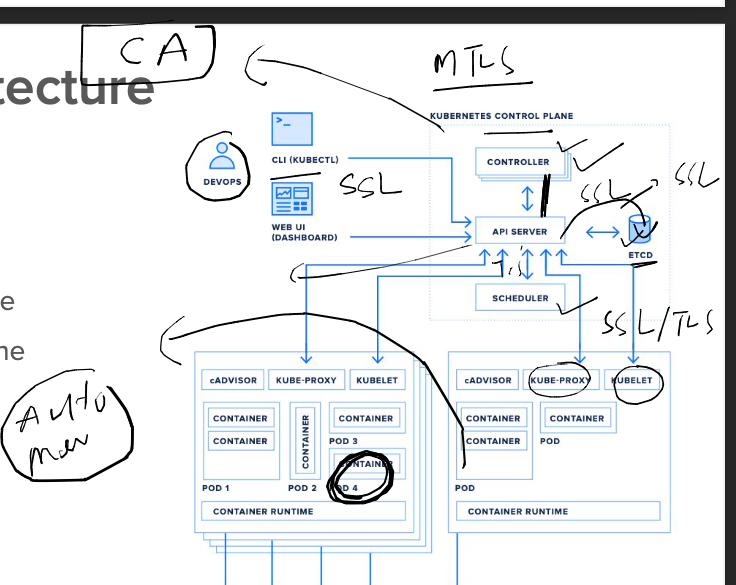 CA
MTLS
tecture
KUBERNETES CONTROL PLANE
>_
CLI (KUBECTL)
CONTROLLER
DEVOPS
SSL
SSL
SSL
WEB UI
(DASHBOARD)
API SERVER
ETCD
SCHEDULER
e
SSL/TLS
ne
cADVISOR
KUBE-PROXY
KUBELET
cADVISOR
KUBE-PROXY
KUBELET
Auto
CONTAINER
CONTAINER
CONTAINER
CONTAINER
POD 3
CONTAINER
POD 1
POD 2
POD 4
CONTAINER
CONTAINER
CONTAINER
POD
POD
CONTAINER RUNTIME
CONTAINER RUNTIME